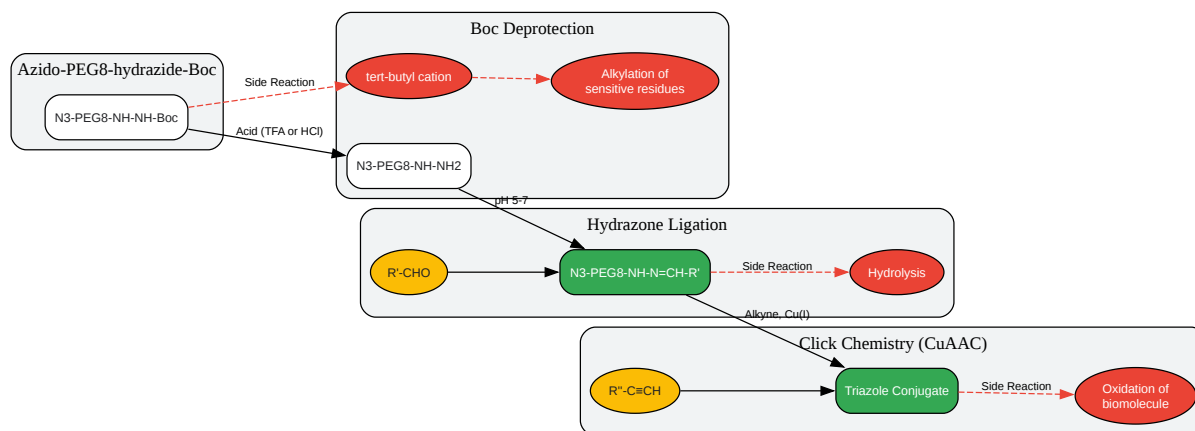 Boc Deprotection
Azido-PEG8-hydrazide-Boc
N3-PEG8-NH-NH-Boc
Side Reaction
tert-butyl cation
Alkylation of
sensitive residues
Acid (TFA or HCl)
N3-PEG8-NH-NH2
pH 5-7
Hydrazone Ligation
R'-CHO
N3-PEG8-NH-N=CH-R'
Side Reaction
Hydrolysis
Alkyne, Cu(I)
Click Chemistry (CuAAC)
R''-C≡CH
Triazole Conjugate
Side Reaction
Oxidation of
biomolecule